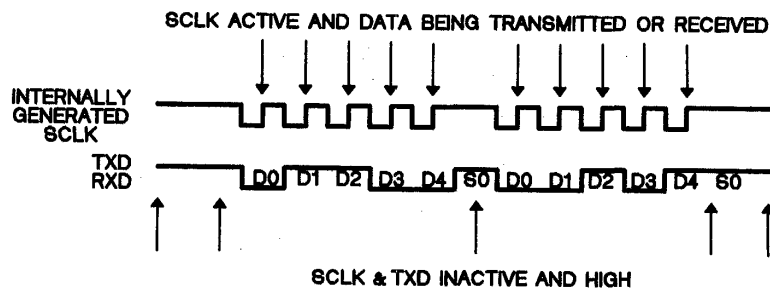 SCLK ACTIVE AND DATA BEING TRANSMITTED OR RECEIVED
INTERNALLY
GENERATED
SCLK
TXD
RXD
D0 D1 D2 D3 D4 S0 D0 D1 D2 D3 D4 S0
SCLK & TXD INACTIVE AND HIGH